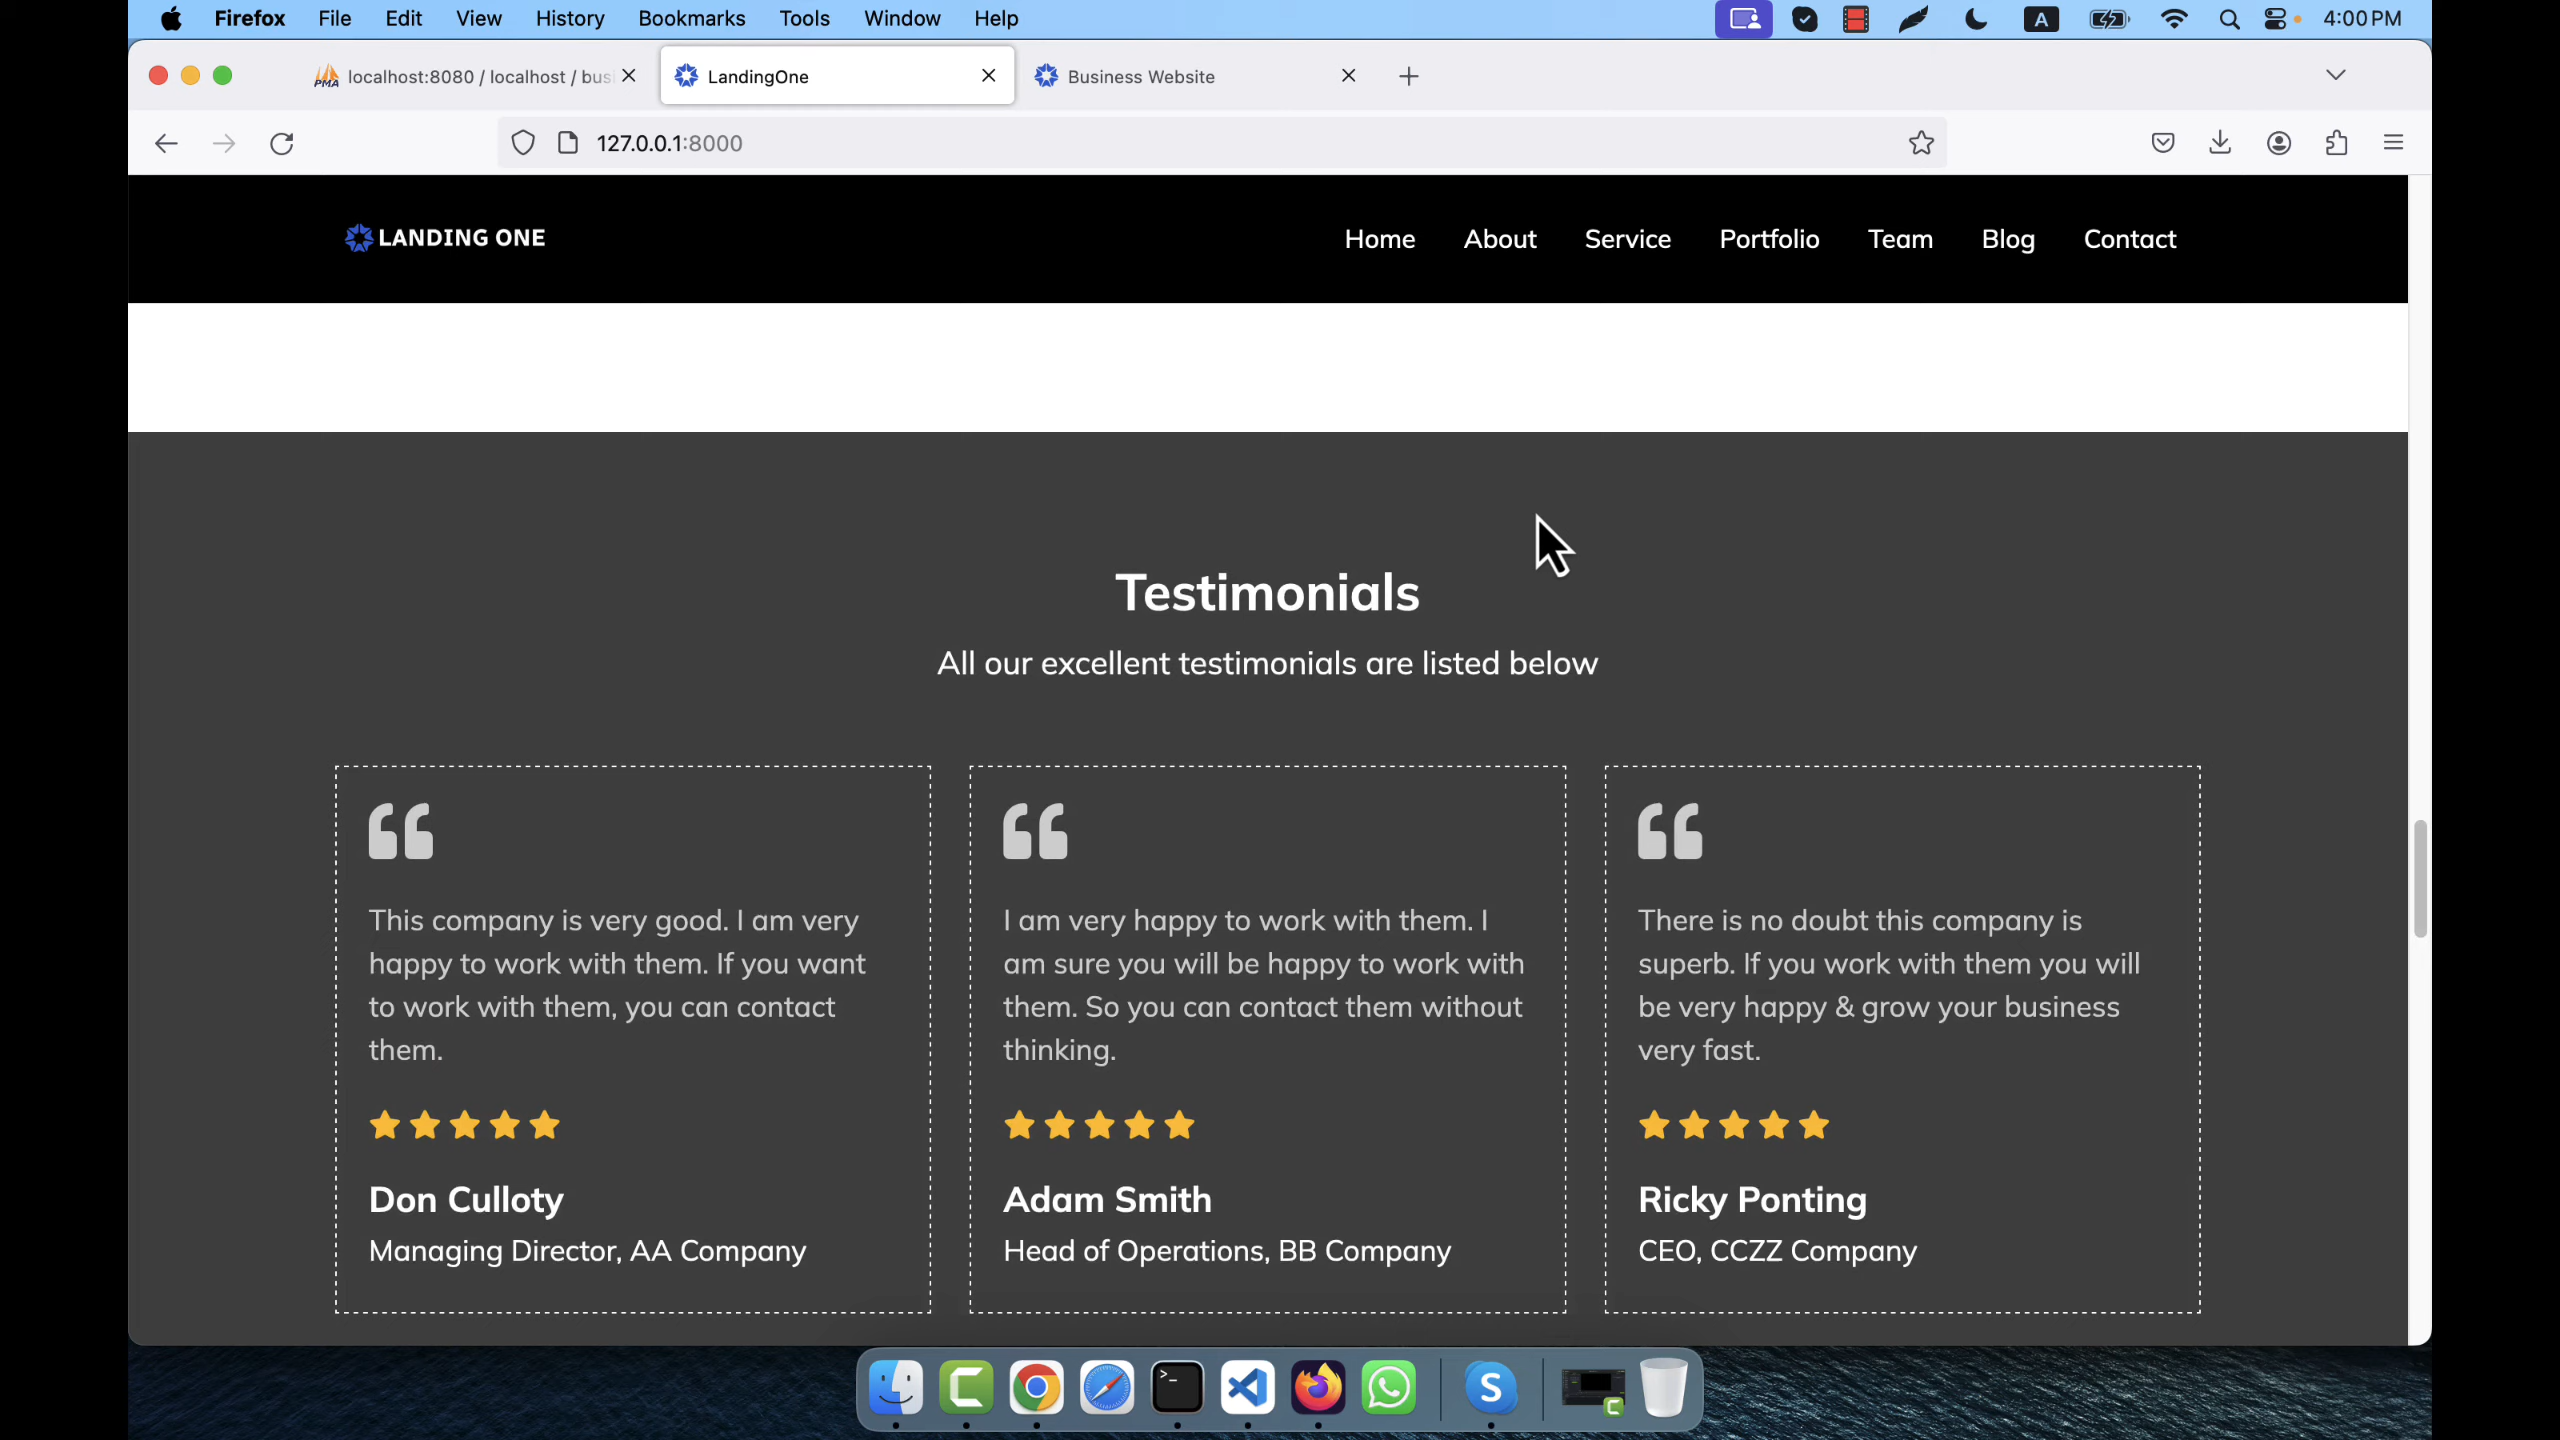 Firefox File Edit View History Bookmarks Tools Window Help A 4:00 PM
PMA localhost:8080 / localhost / busi LandingOne Business Website
127.0.0.1:8000
LANDING ONE Home About Service Portfolio Team Blog Contact
Testimonials
All our excellent testimonials are listed below
This company is very good. I am very
happy to work with them. If you want
to work with them, you can contact
them.
Don Culloty
Managing Director, AA Company
I am very happy to work with them. I
am sure you will be happy to work with
them. So you can contact them without
thinking.
Adam Smith
Head of Operations, BB Company
There is no doubt this company is
superb. If you work with them you will
be very happy & grow your business
very fast.
Ricky Ponting
CEO, CCZZ Company